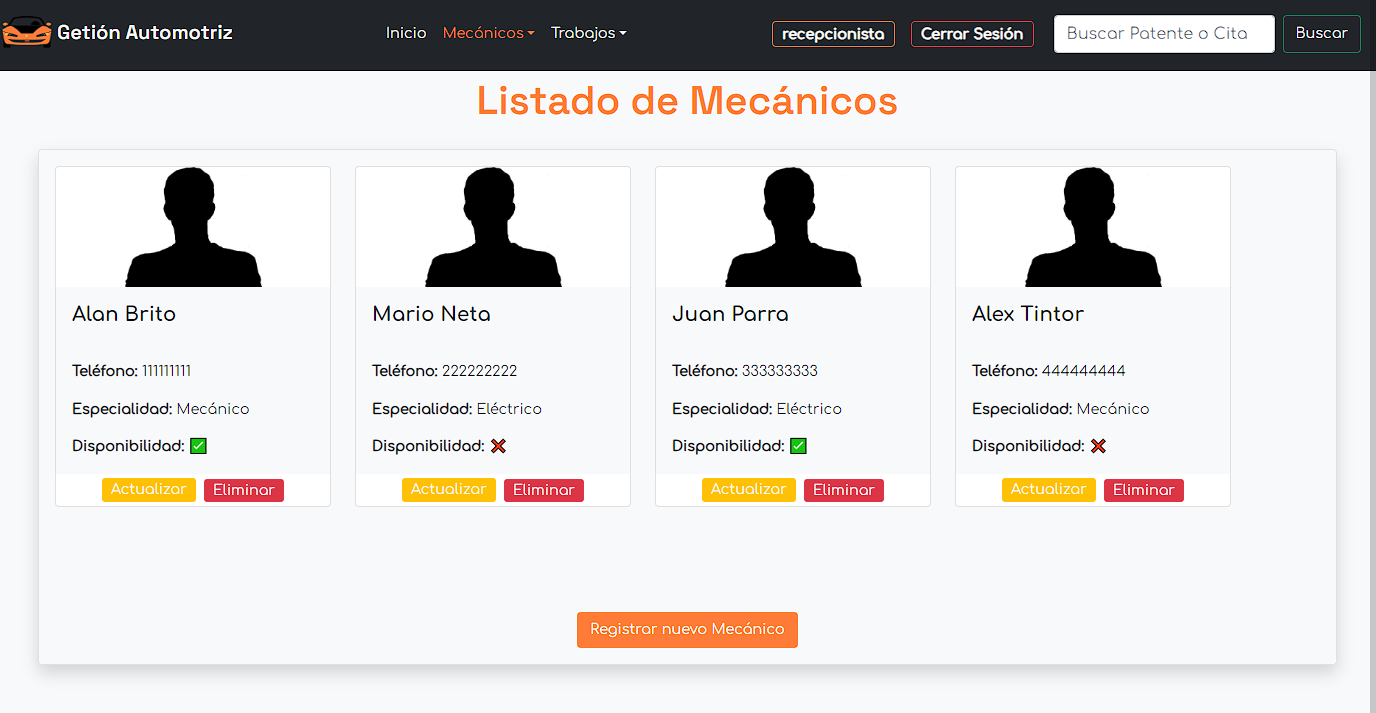 Getión Automotriz Inicio Mecánicos Trabajos recepcionista Cerrar Sesión Buscar Patente o Cita Buscar
Listado de Mecánicos
Alan Brito
Teléfono: 111111111
Especialidad: Mecánico
Disponibilidad: ✅
Actualizar Eliminar
Mario Neta
Teléfono: 222222222
Especialidad: Eléctrico
Disponibilidad: ❌
Actualizar Eliminar
Juan Parra
Teléfono: 333333333
Especialidad: Eléctrico
Disponibilidad: ✅
Actualizar Eliminar
Alex Tintor
Teléfono: 444444444
Especialidad: Mecánico
Disponibilidad: ❌
Actualizar Eliminar
Registrar nuevo Mecánico